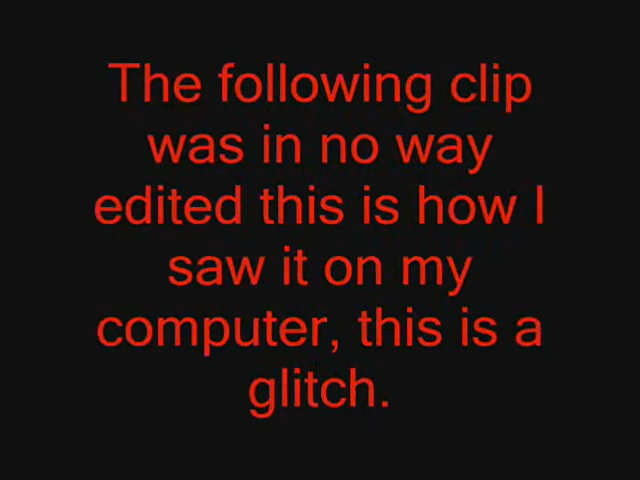 The following clip
was in no way
edited this is how I
saw it on my
computer, this is a
glitch.